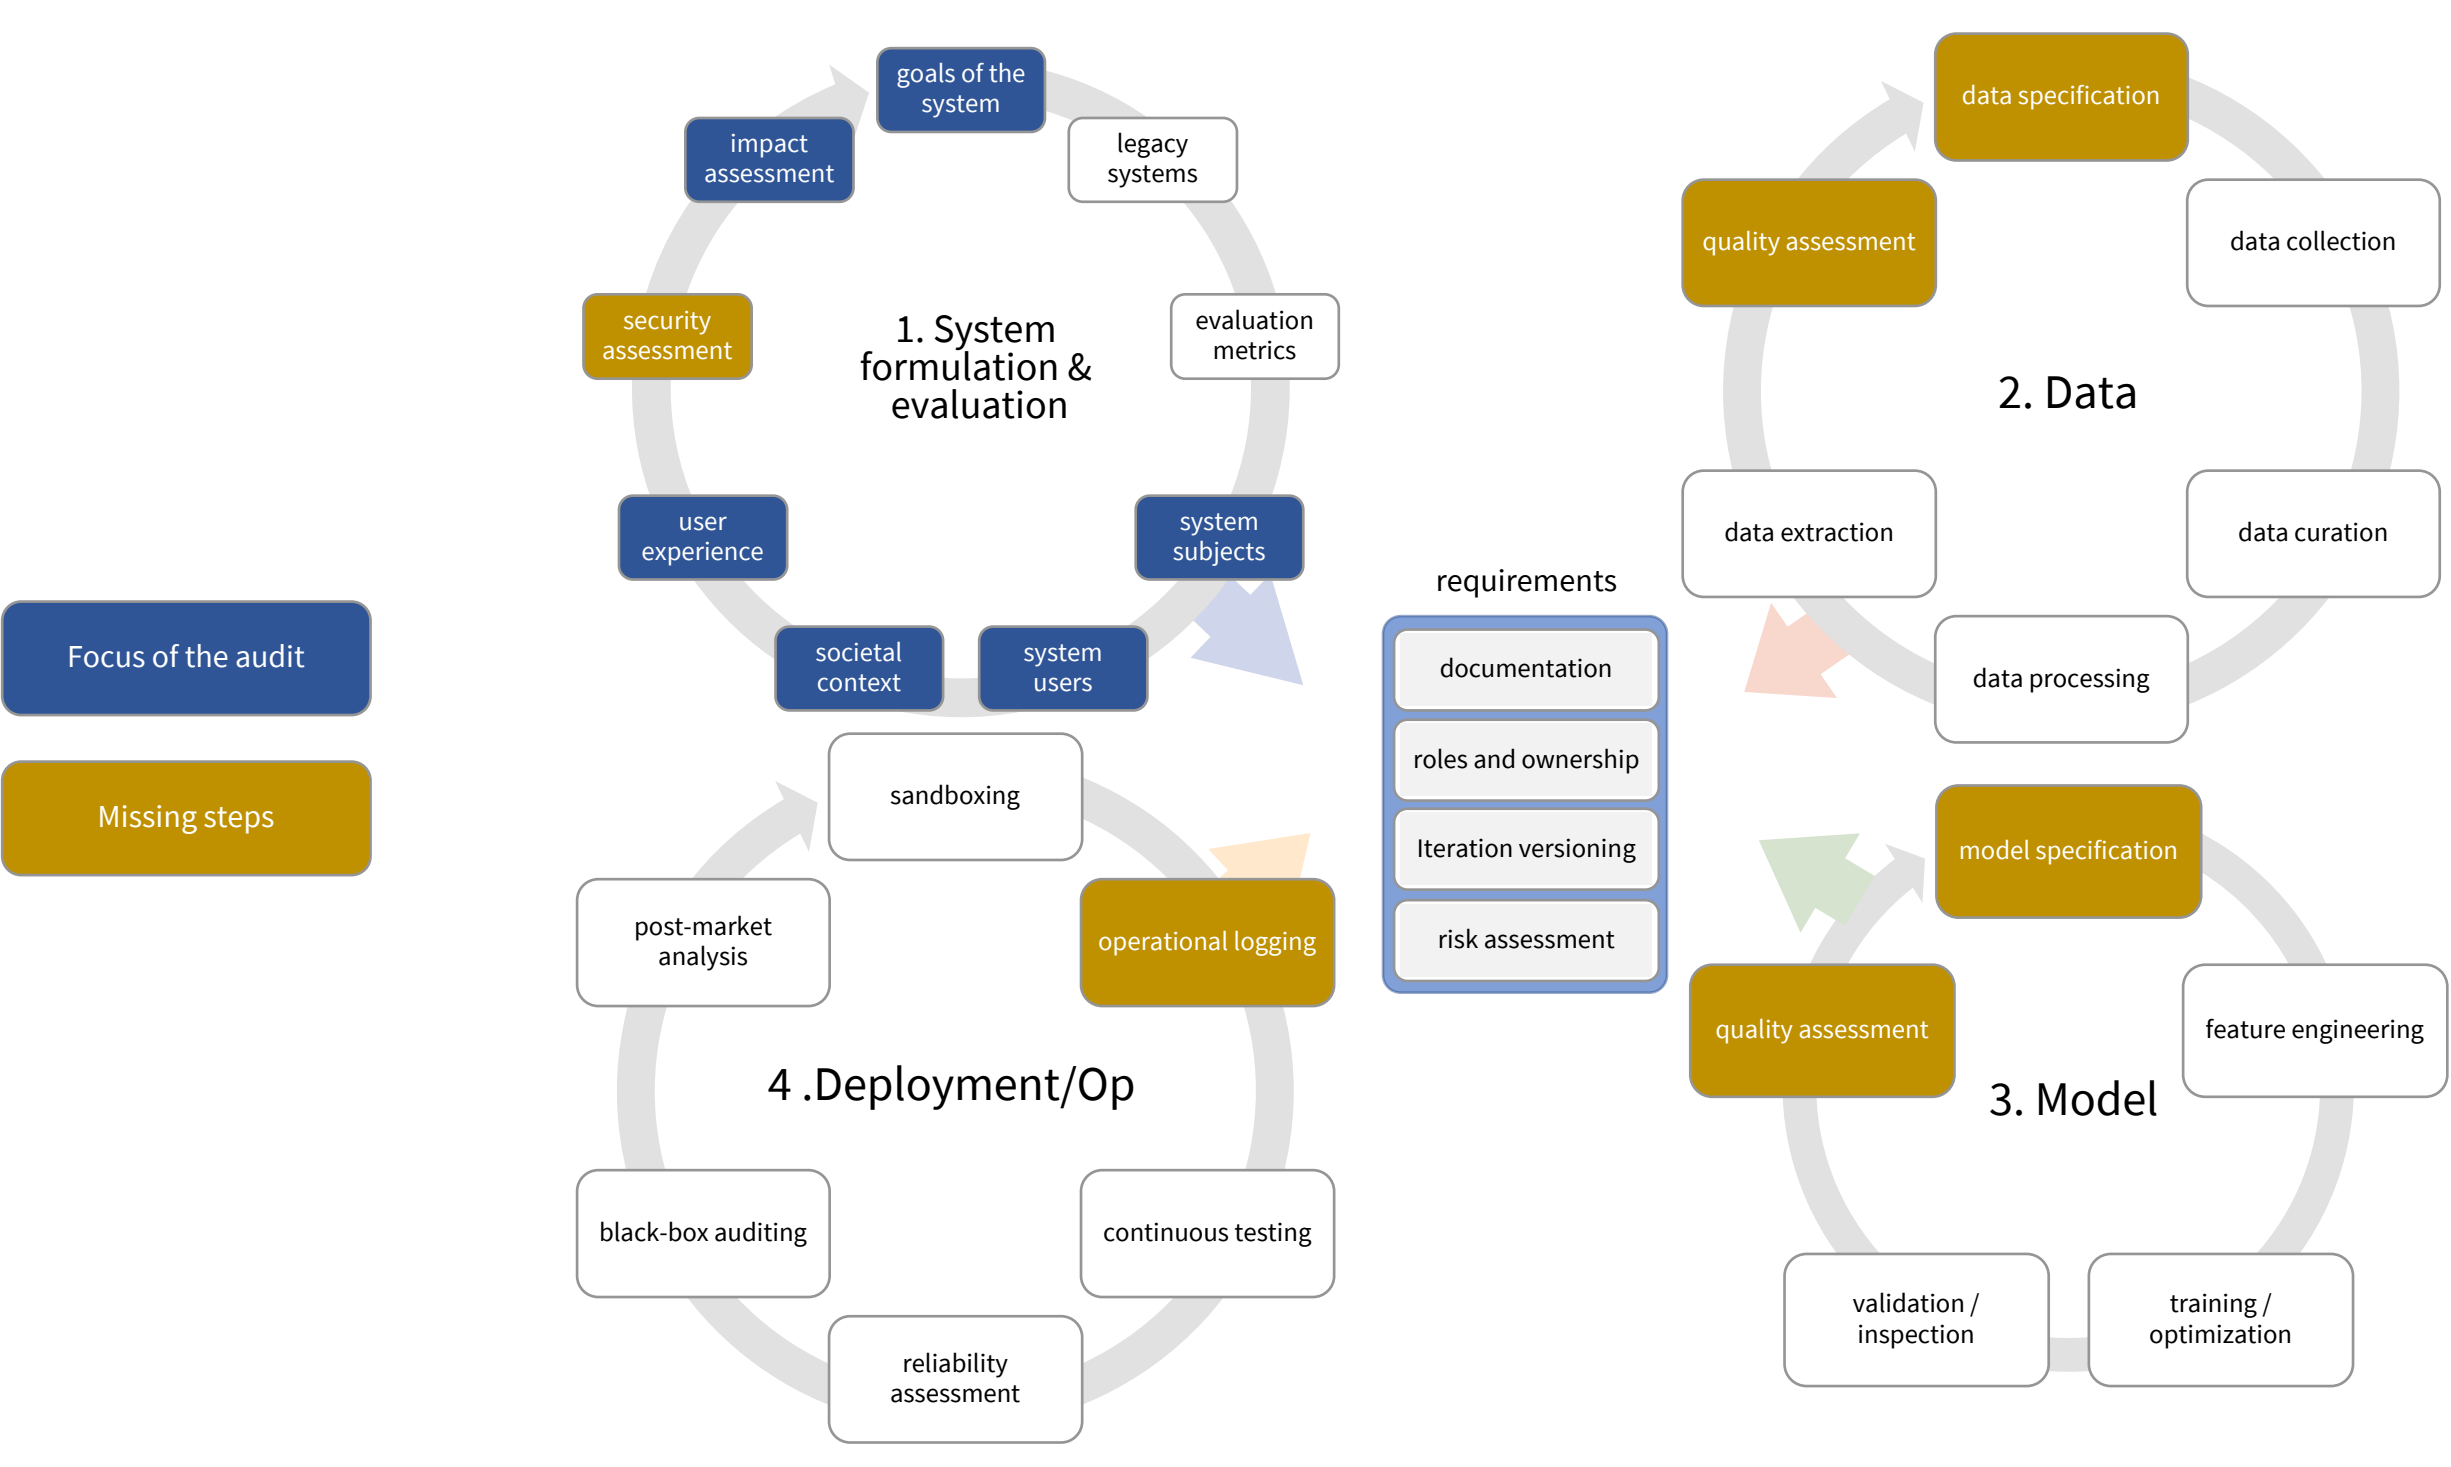 Focus of the audit
Missing steps
1. System
formulation &
evaluation
goals of the
system
legacy
systems
evaluation
metrics
system
subjects
system
users
societal
context
user
experience
security
assessment
impact
assessment
2. Data
data specification
data collection
data curation
data processing
data extraction
quality assessment
requirements
documentation
roles and ownership
Iteration versioning
risk assessment
3. Model
model specification
feature engineering
training /
optimization
validation /
inspection
quality assessment
4 .Deployment/Op
sandboxing
operational logging
continuous testing
reliability
assessment
black-box auditing
post-market
analysis